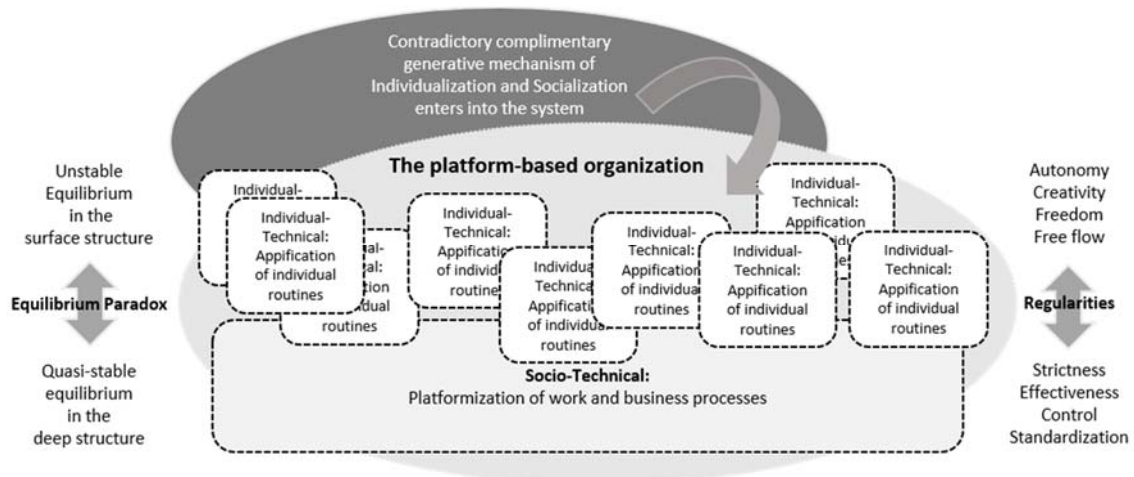 Contradictory complimentary
generative mechanism of
Individualization and Socialization
enters into the system
The platform-based organization
Unstable
Equilibrium
in the
surface structure
Equilibrium Paradox
Quasi-stable
equilibrium
in the
deep structure
Individual-
Individual-
Technical:
Appification
of individual
routines
routines
Individual-
Technical:
Appification
of individual
routines
Individual-
Technical:
Appification
of individual
routines
Individual-
Technical:
Appification
of individual
routines
Individual-
Technical:
Appification
Individual-
Technical:
Appification
of individual
routines
Individual-
Technical:
Appification
of individual
routines
Socio-Technical:
Platformization of work and business processes
Autonomy
Creativity
Freedom
Free flow
Regularities
Strictness
Effectiveness
Control
Standardization